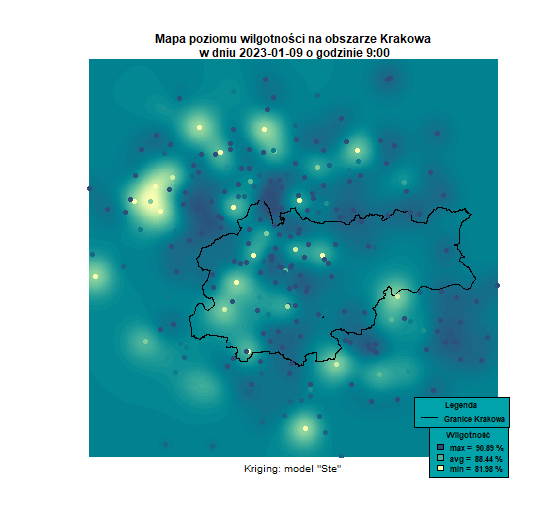 Mapa poziomu wilgotności na obszarze Krakowa
w dniu 2023-01-09 o godzinie 9:00
Legenda
Granice Krakowa
Wilgotność
max = 90.89 %
avg = 88.44 %
min = 81.98 %
Kriging: model "Ste"